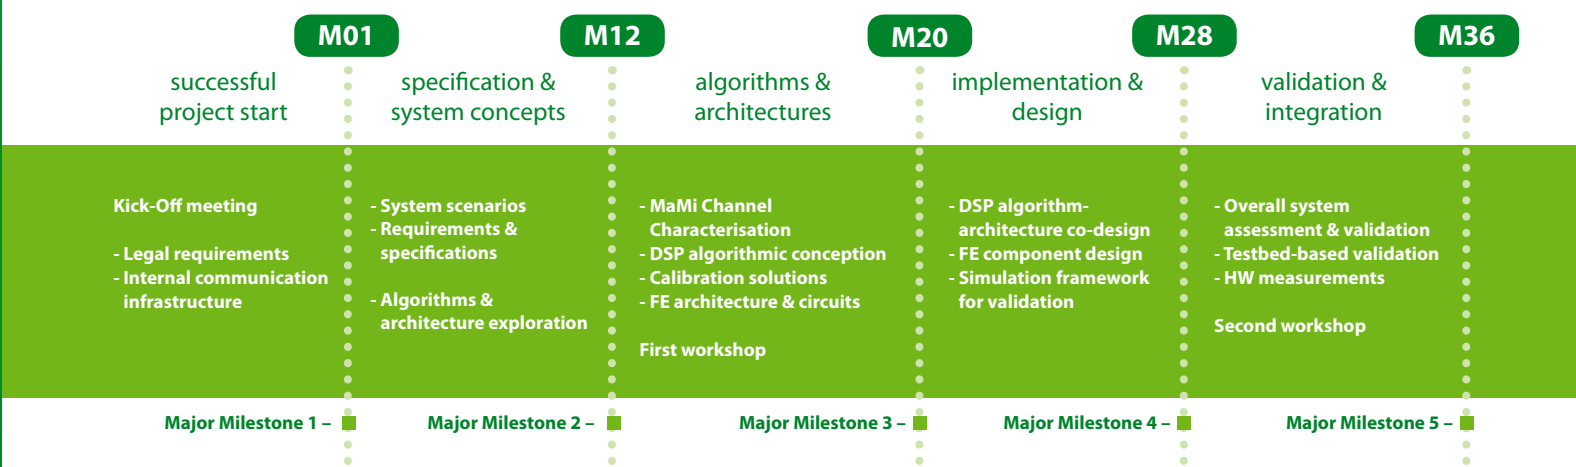 M01
M12
M20
M28
M36
successful
project start
specification &
system concepts
algorithms &
architectures
implementation &
design
validation &
integration
Kick-Off meeting
- Legal requirements
- Internal communication
infrastructure
- System scenarios
- Requirements &
specifications
- Algorithms &
architecture exploration
- MaMi Channel
Characterisation
- DSP algorithmic conception
- Calibration solutions
- FE architecture & circuits
First workshop
- DSP algorithm-
architecture co-design
- FE component design
- Simulation framework
for validation
- Overall system
assessment & validation
- Testbed-based validation
- HW measurements
Second workshop
Major Milestone 1 –
Major Milestone 2 –
Major Milestone 3 –
Major Milestone 4 –
Major Milestone 5 –